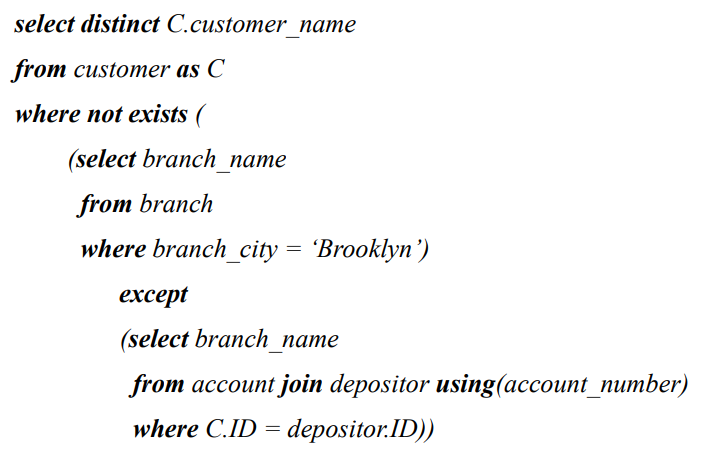 select distinct C.customer_name
from customer as C
where not exists (
(select branch_name
from branch
where branch_city = ‘Brooklyn’)
except
(select branch_name
from account join depositor using(account_number)
where C.ID = depositor.ID))